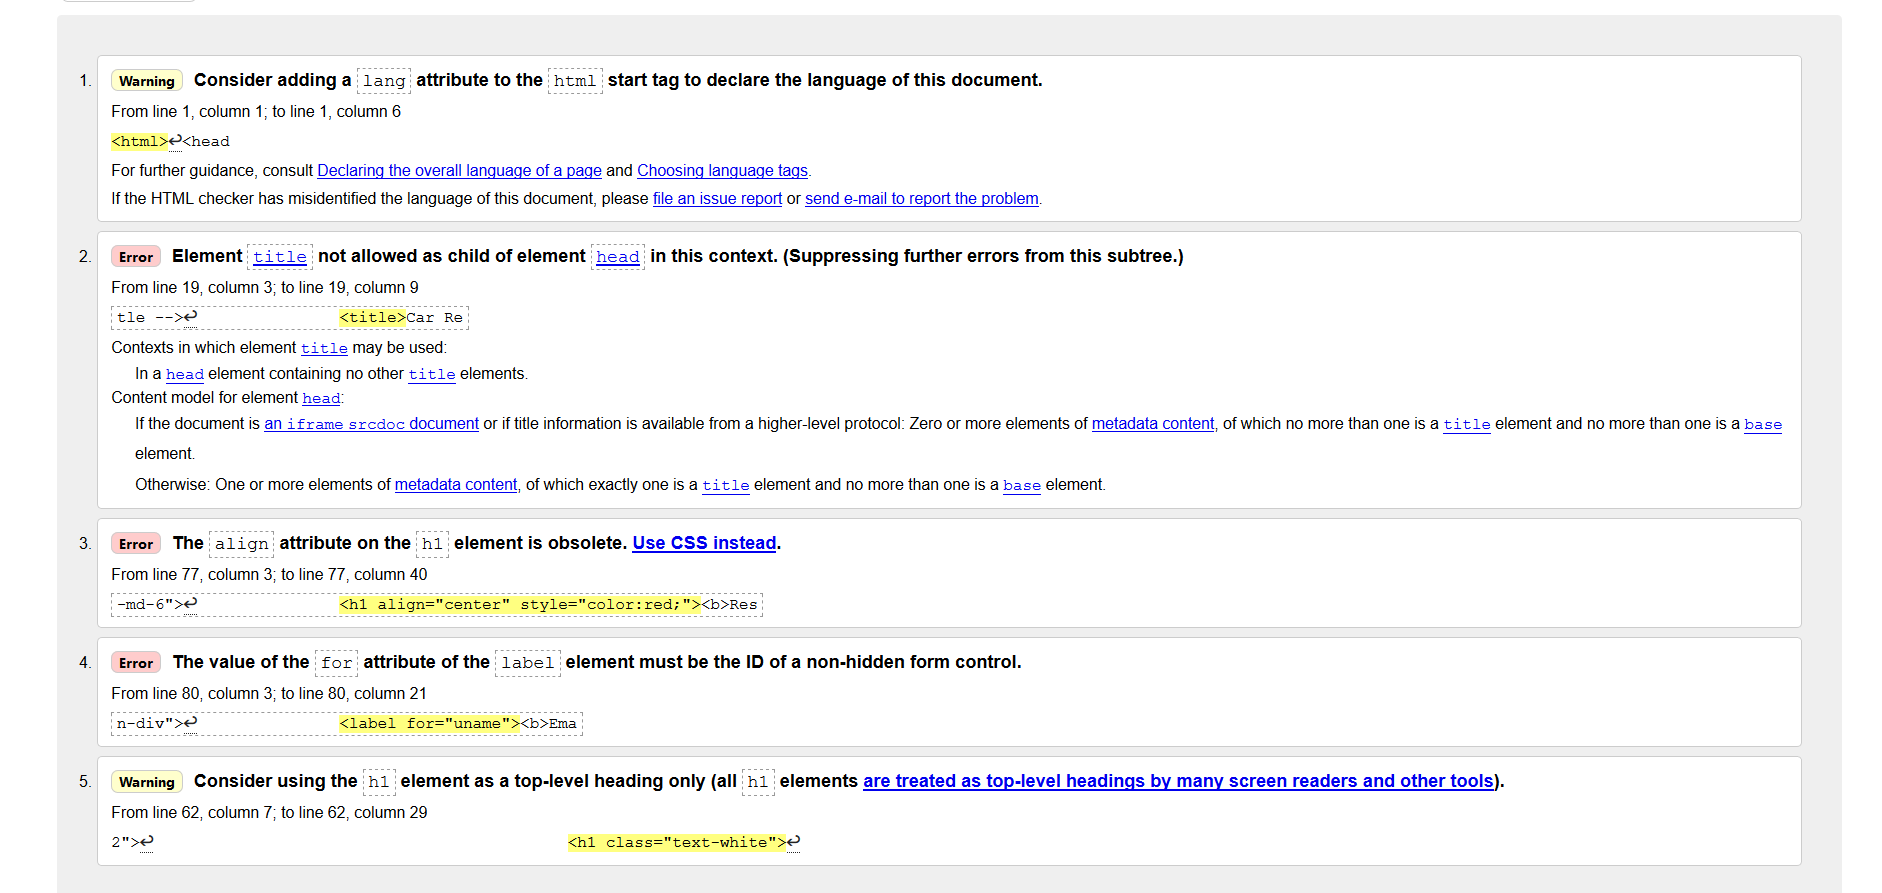 1. Warning Consider adding a lang attribute to the html start tag to declare the language of this document.
From line 1, column 1; to line 1, column 6
<html>↩<head
For further guidance, consult Declaring the overall language of a page and Choosing language tags.
If the HTML checker has misidentified the language of this document, please file an issue report or send e-mail to report the problem.
2. Error Element title not allowed as child of element head in this context. (Suppressing further errors from this subtree.)
From line 19, column 3; to line 19, column 9
tle -->↩ <title>Car Re
Contexts in which element title may be used:
In a head element containing no other title elements.
Content model for element head:
If the document is an iframe srcdoc document or if title information is available from a higher-level protocol: Zero or more elements of metadata content, of which no more than one is a title element and no more than one is a base
element.
Otherwise: One or more elements of metadata content, of which exactly one is a title element and no more than one is a base element.
3. Error The align attribute on the h1 element is obsolete. Use CSS instead.
From line 77, column 3; to line 77, column 40
-md-6">↩ <h1 align="center" style="color:red;"><b>Res
4. Error The value of the for attribute of the label element must be the ID of a non-hidden form control.
From line 80, column 3; to line 80, column 21
n-div">↩ <label for="uname"><b>Ema
5. Warning Consider using the h1 element as a top-level heading only (all h1 elements are treated as top-level headings by many screen readers and other tools).
From line 62, column 7; to line 62, column 29
2">↩ <h1 class="text-white">↩